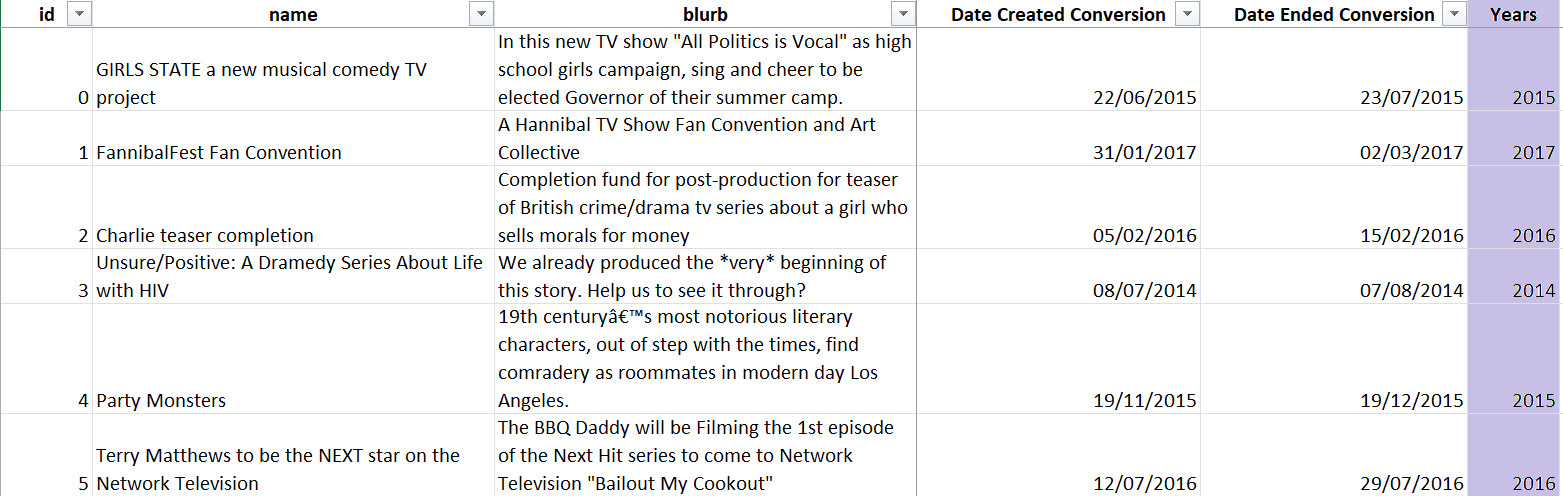 id name blurb Date Created Conversion Date Ended Conversion Years
In this new TV show "All Politics is Vocal" as high
GIRLS STATE a new musical comedy TV school girls campaign, sing and cheer to be
0 project elected Governor of their summer camp. 22/06/2015 23/07/2015 2015
A Hannibal TV Show Fan Convention and Art
1 FannibalFest Fan Convention Collective 31/01/2017 02/03/2017 2017
Completion fund for post-production for teaser
of British crime/drama tv series about a girl who
2 Charlie teaser completion sells morals for money 05/02/2016 15/02/2016 2016
Unsure/Positive: A Dramedy Series About Life We already produced the *very* beginning of
3 with HIV this story. Help us to see it through? 08/07/2014 07/08/2014 2014
19th centuryâ€™s most notorious literary
characters, out of step with the times, find
comradery as roommates in modern day Los
4 Party Monsters Angeles. 19/11/2015 19/12/2015 2015
The BBQ Daddy will be Filming the 1st episode
Terry Matthews to be the NEXT star on the of the Next Hit series to come to Network
5 Network Television Television "Bailout My Cookout" 12/07/2016 29/07/2016 2016